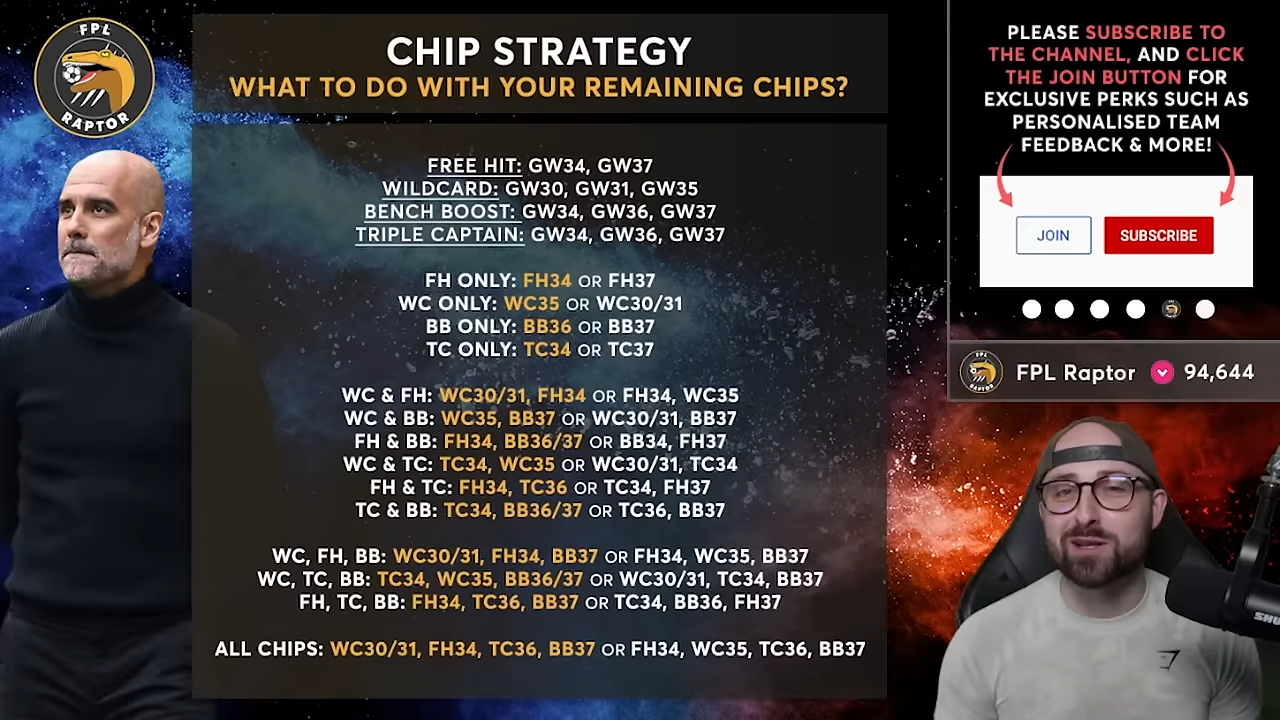 FPL
RAPTOR
CHIP STRATEGY
WHAT TO DO WITH YOUR REMAINING CHIPS?
FREE HIT: GW34, GW37
WILDCARD: GW30, GW31, GW35
BENCH BOOST: GW34, GW36, GW37
TRIPLE CAPTAIN: GW34, GW36, GW37
FH ONLY: FH34 OR FH37
WC ONLY: WC35 OR WC30/31
BB ONLY: BB36 OR BB37
TC ONLY: TC34 OR TC37
WC & FH: WC30/31, FH34 OR FH34, WC35
WC & BB: WC35, BB37 OR WC30/31, BB37
FH & BB: FH34, BB36/37 OR BB34, FH37
WC & TC: TC34, WC35 OR WC30/31, TC34
FH & TC: FH34, TC36 OR TC34, FH37
TC & BB: TC34, BB36/37 OR TC36, BB37
WC, FH, BB: WC30/31, FH34, BB37 OR FH34, WC35, BB37
WC, TC, BB: TC34, WC35, BB36/37 OR WC30/31, TC34, BB37
FH, TC, BB: FH34, TC36, BB37 OR TC34, BB36, FH37
ALL CHIPS: WC30/31, FH34, TC36, BB37 OR FH34, WC35, TC36, BB37
PLEASE SUBSCRIBE TO
THE CHANNEL, AND CLICK
THE JOIN BUTTON FOR
EXCLUSIVE PERKS SUCH AS
PERSONALISED TEAM
FEEDBACK & MORE!
JOIN
SUBSCRIBE
FPL
RAPTOR
FPL Raptor 94,644